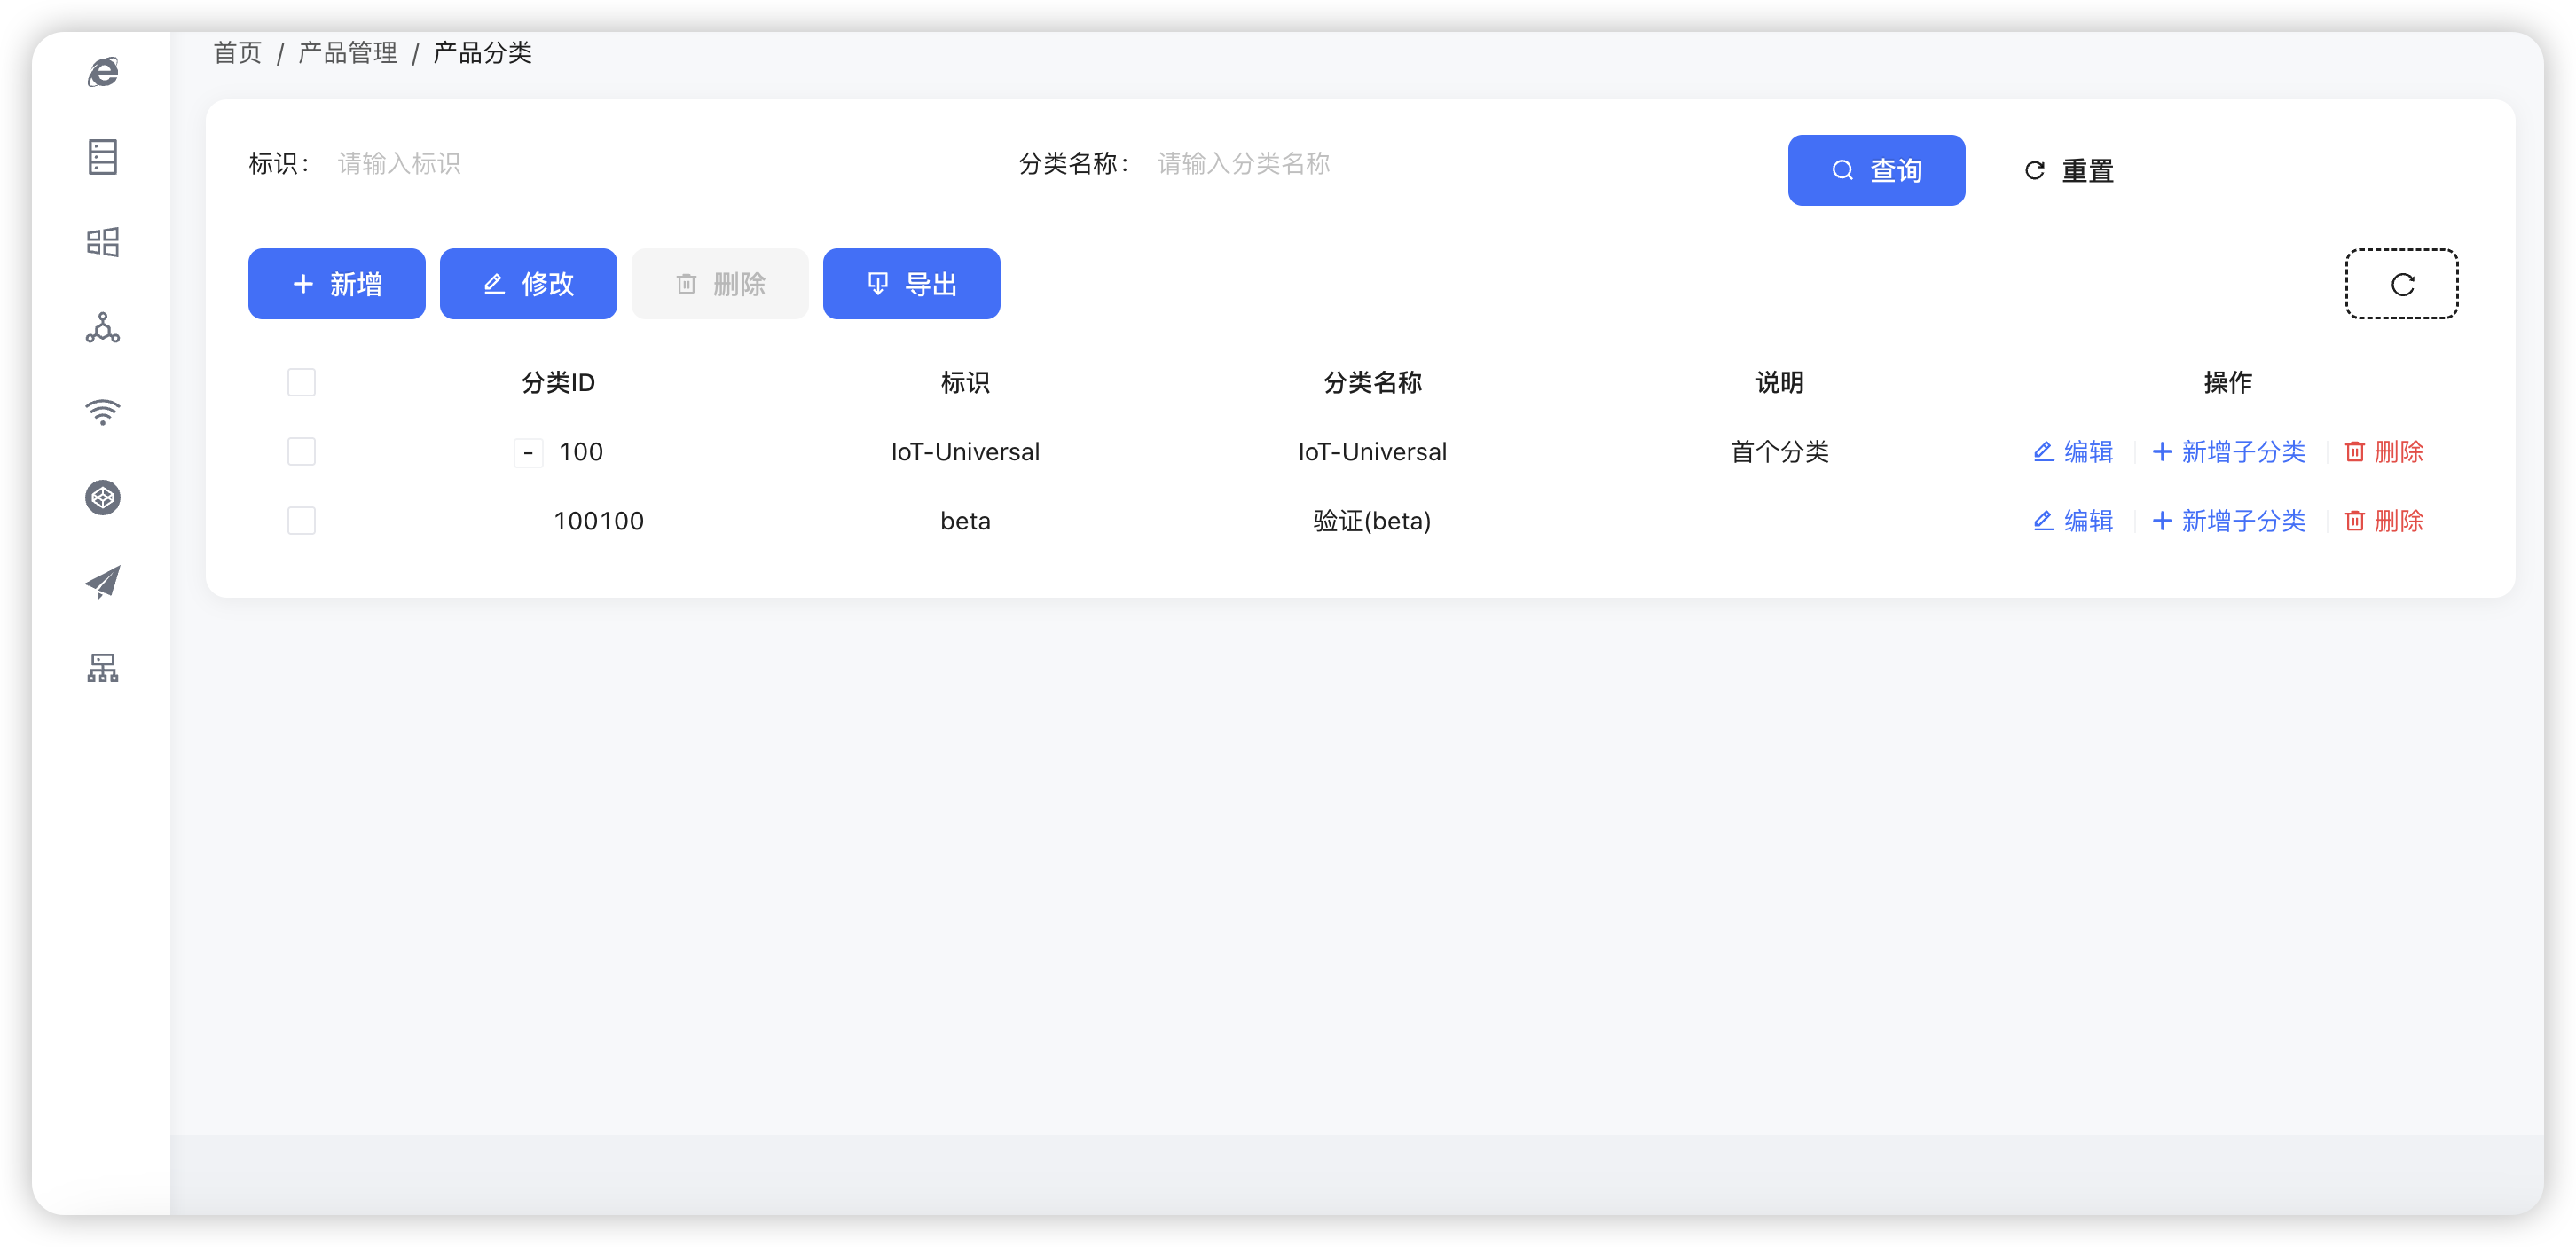 首页 / 产品管理 / 产品分类
标识： 请输入标识 分类名称： 请输入分类名称 查询 重置
新增 修改 删除 导出
分类ID 标识 分类名称 说明 操作
- 100 IoT-Universal IoT-Universal 首个分类 编辑 + 新增子分类 删除
100100 beta 验证(beta) 编辑 + 新增子分类 删除